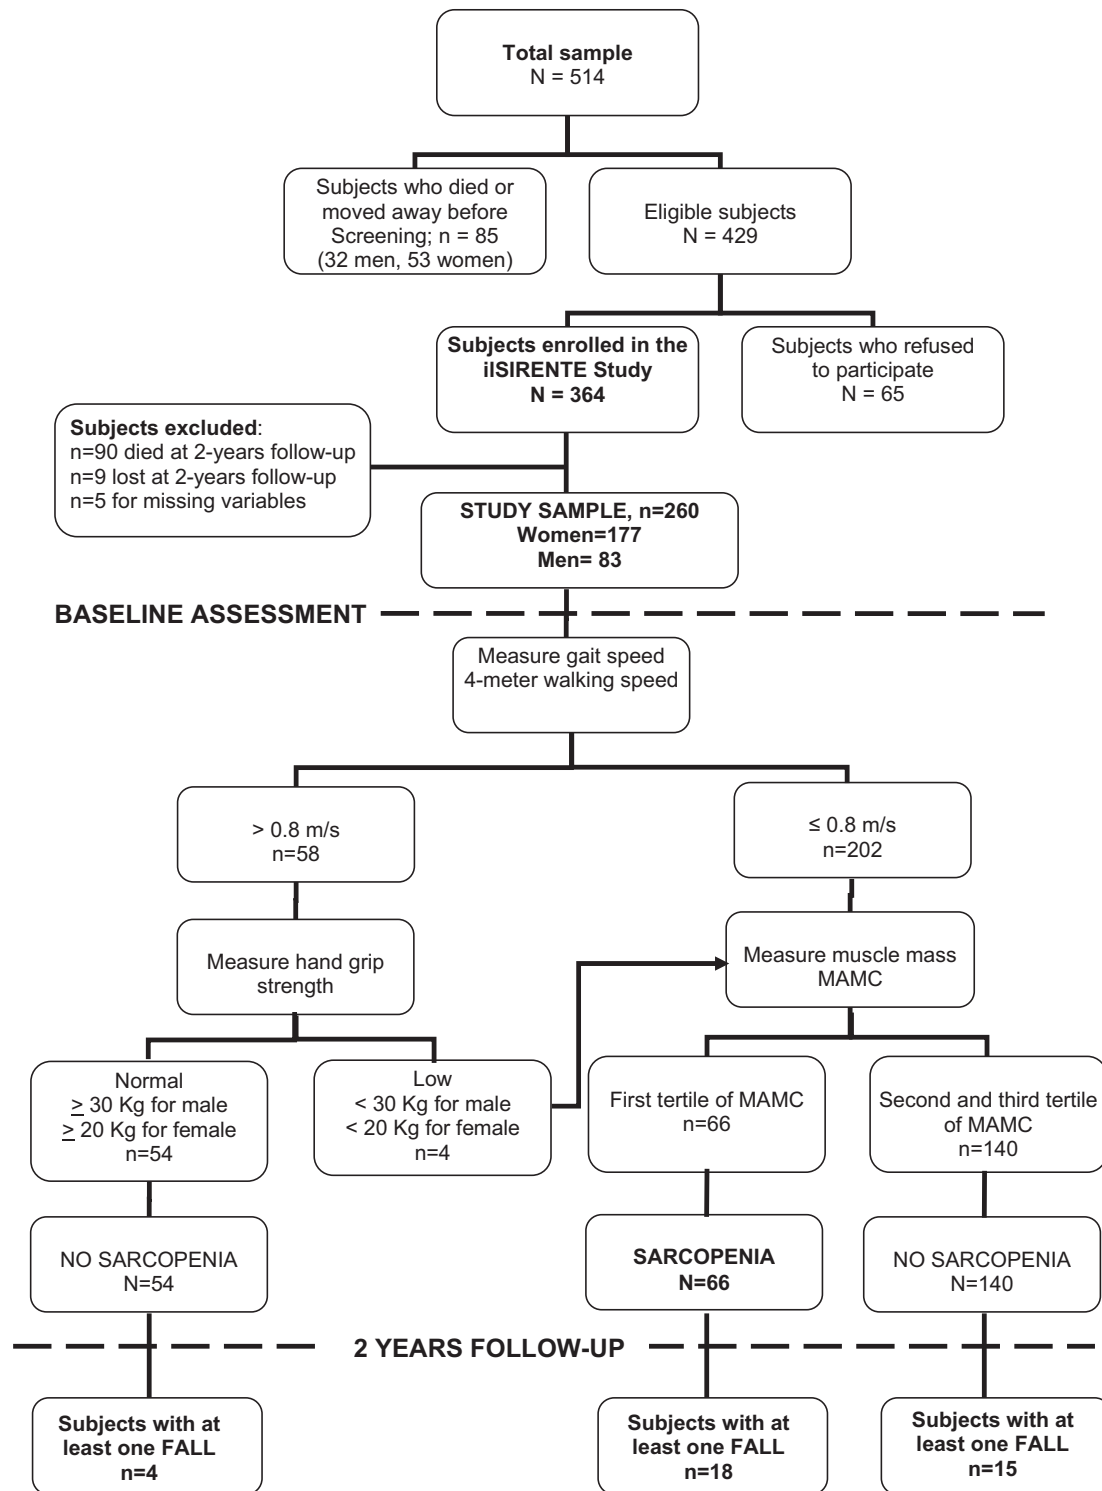 Total sample
N = 514
Subjects who died or
moved away before
Screening; n = 85
(32 men, 53 women)
Eligible subjects
N = 429
Subjects enrolled in the
ilSIRENTE Study
N = 364
Subjects who refused
to participate
N = 65
Subjects excluded:
n=90 died at 2-years follow-up
n=9 lost at 2-years follow-up
n=5 for missing variables
STUDY SAMPLE, n=260
Women=177
Men= 83
BASELINE ASSESSMENT
Measure gait speed
4-meter walking speed
> 0.8 m/s
n=58
≤ 0.8 m/s
n=202
Measure hand grip
strength
Measure muscle mass
MAMC
Normal
≥ 30 Kg for male
≥ 20 Kg for female
n=54
Low
< 30 Kg for male
< 20 Kg for female
n=4
First tertile of MAMC
n=66
Second and third tertile
of MAMC
n=140
NO SARCOPENIA
N=54
SARCOPENIA
N=66
NO SARCOPENIA
N=140
2 YEARS FOLLOW-UP
Subjects with at
least one FALL
n=4
Subjects with at
least one FALL
n=18
Subjects with at
least one FALL
n=15